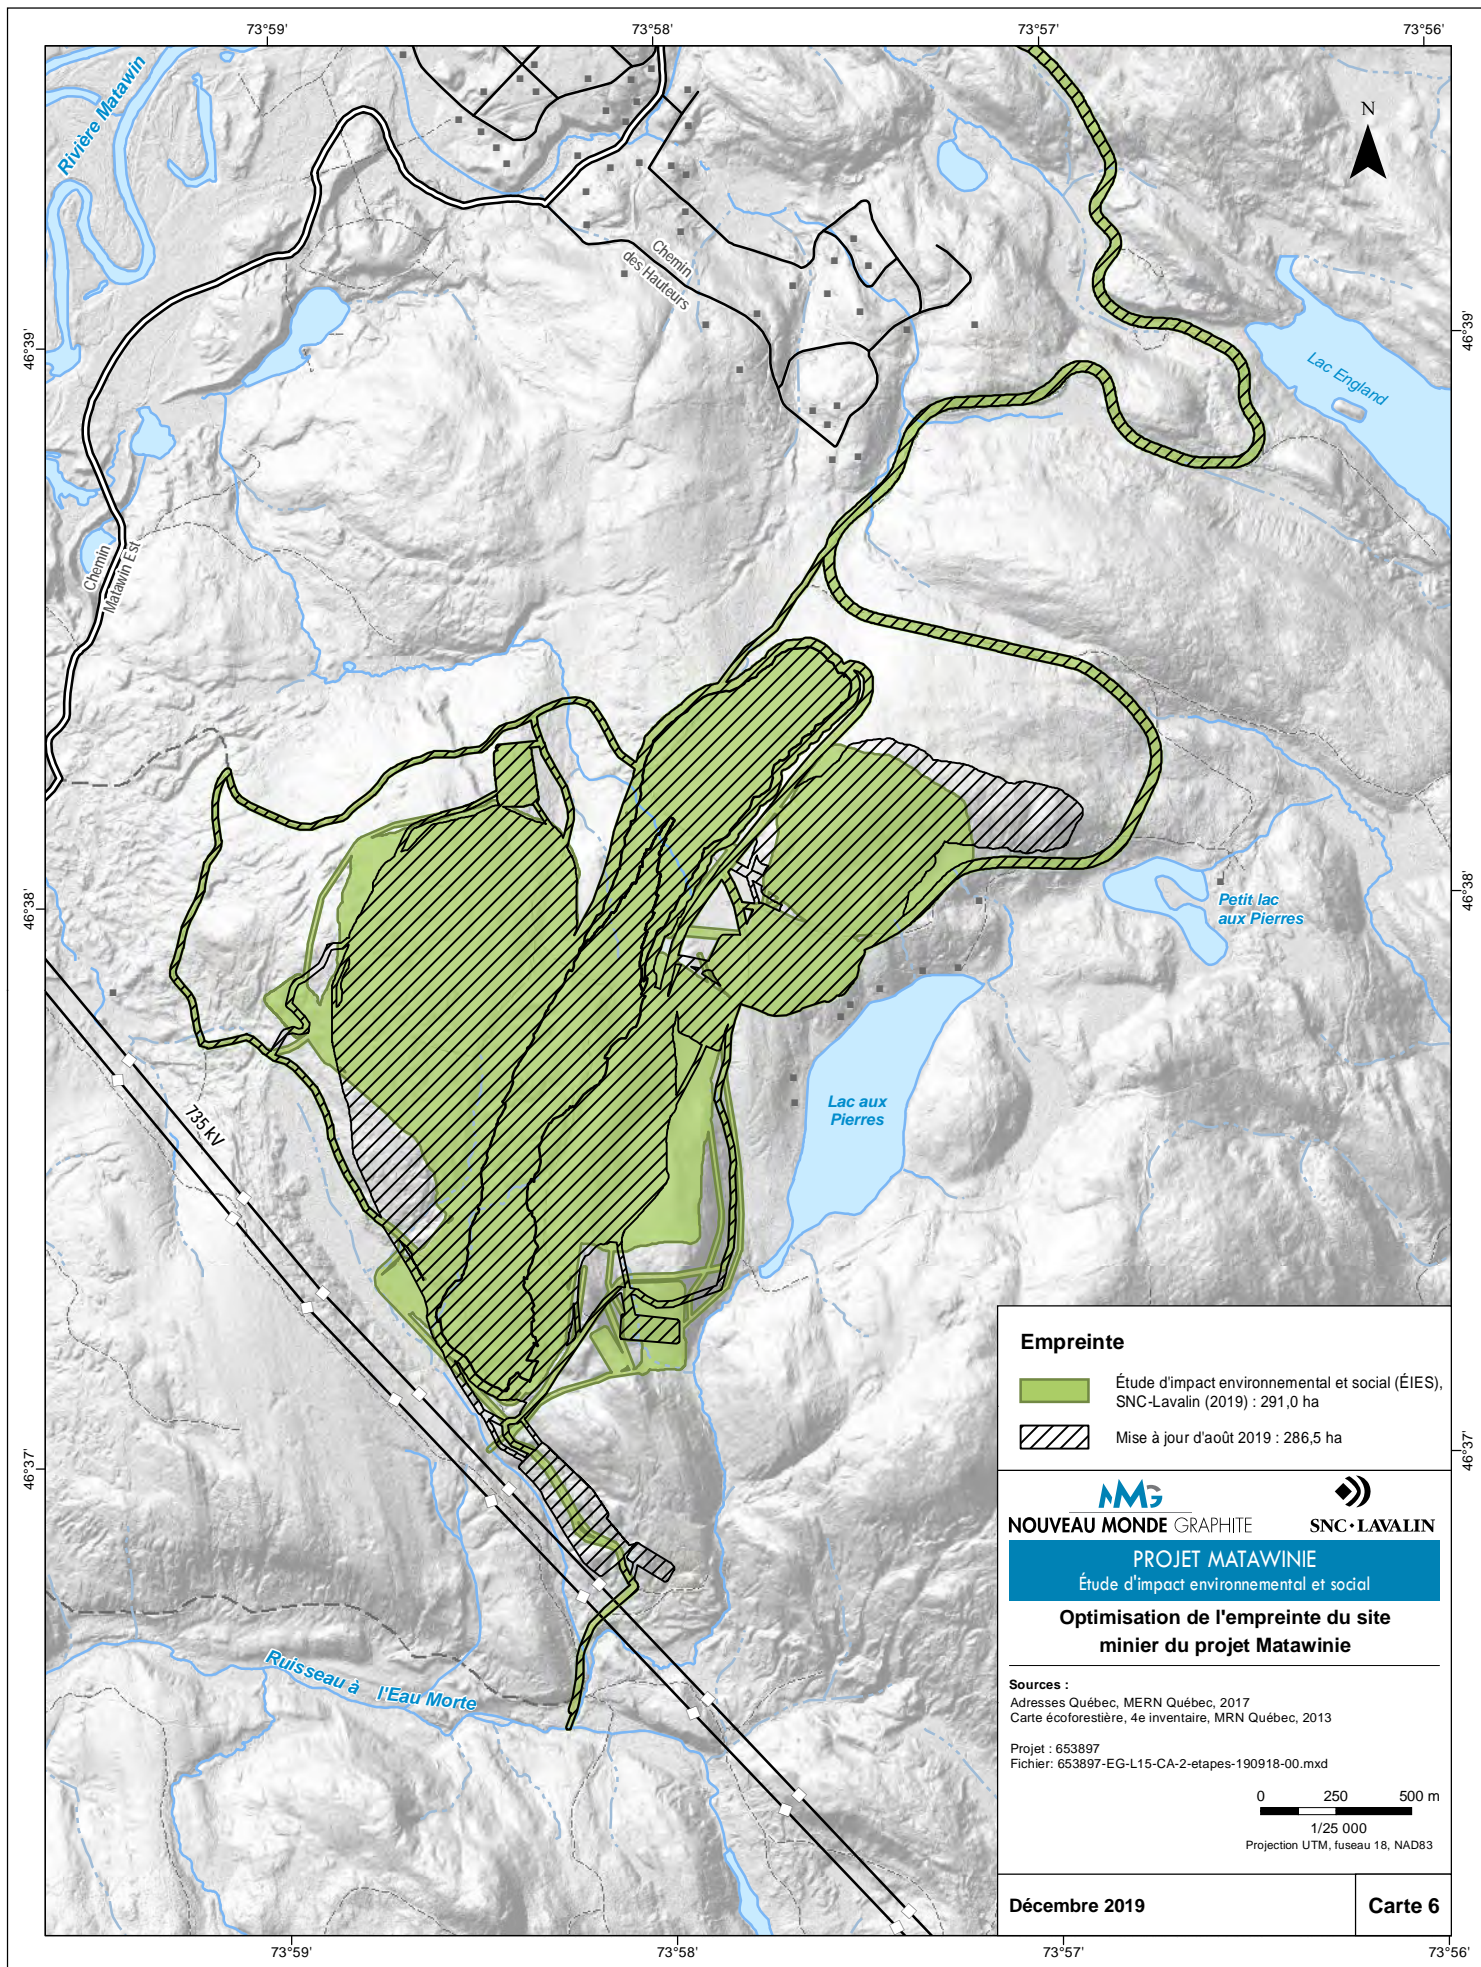 73°59'
73°58'
73°57'
73°56'
Rivière Matawin
N
Chemin
des Hauteurs
46°39'
46°39'
Lac England
Chemin
Matawin Est
46°38'
46°38'
Petit lac
aux Pierres
735 kV
Lac aux
Pierres
Empreinte
Étude d'impact environnemental et social (ÉIES),
SNC-Lavalin (2019) : 291,0 ha
Mise à jour d'août 2019 : 286,5 ha
46°37'
46°37'
NMG
NOUVEAU MONDE GRAPHITE
SNC•LAVALIN
PROJET MATAWINIE
Étude d'impact environnemental et social
Optimisation de l'empreinte du site
minier du projet Matawinie
Ruisseau à l'Eau Morte
Sources :
Adresses Québec, MERN Québec, 2017
Carte écoforestière, 4e inventaire, MRN Québec, 2013
Projet : 653897
Fichier: 653897-EG-L15-CA-2-etapes-190918-00.mxd
0 250 500 m
1/25 000
Projection UTM, fuseau 18, NAD83
Décembre 2019
Carte 6
73°59'
73°58'
73°57'
73°56'